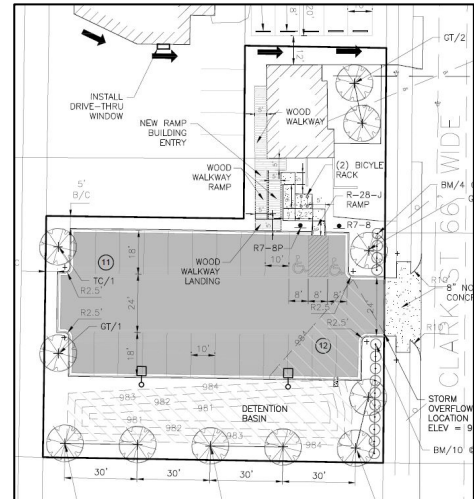 8'
20'
12'
GT/2
INSTALL
DRIVE-THRU
WINDOW
NEW RAMP
BUILDING
ENTRY
WOOD
WALKWAY
WOOD
WALKWAY
RAMP
(2) BICYLE
RACK
R-28-J
RAMP
CLARK ST 66' WIDE
5'
B/C
BM/4
G
R7-8
R7-8P
WOOD
WALKWAY
LANDING
11
TC/1
18'
10'
R2.5'
8'
8'
8'
R2.5'
24'
24'
R10'
8" NO
CONCR
R2.5'
GT/1
R2.5'
R10'
984
18'
10'
12
984
983
982
981
DETENTION
BASIN
981
982
983
984
STORM
OVERFLOW
LOCATION
ELEV = 9
BM/10
30'
30'
30'
30'